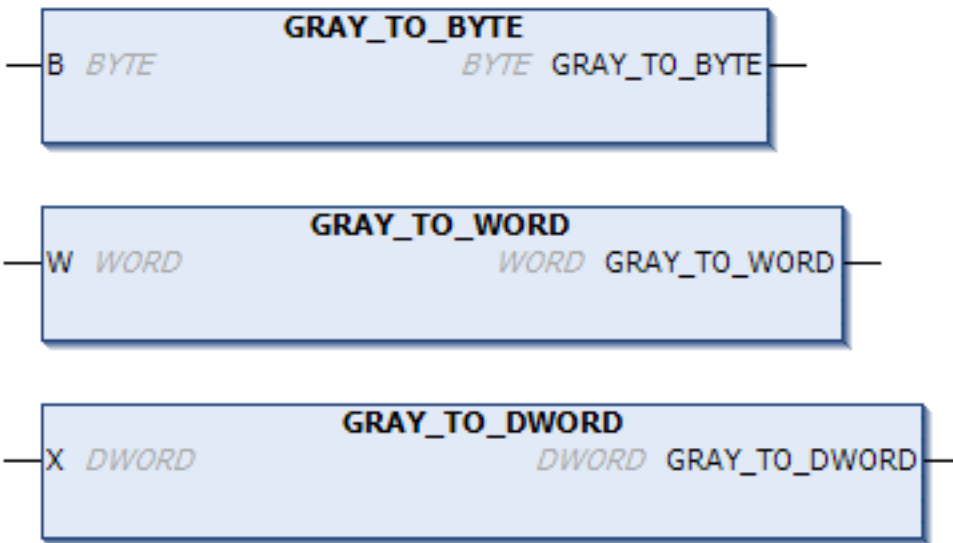 GRAY_TO_BYTE
B BYTE BYTE GRAY_TO_BYTE
GRAY_TO_WORD
W WORD WORD GRAY_TO_WORD
GRAY_TO_DWORD
X DWORD DWORD GRAY_TO_DWORD